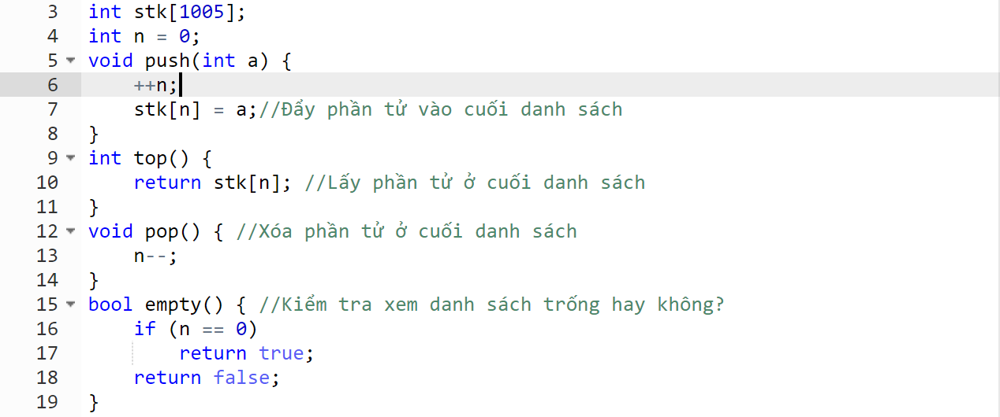 3 int stk[1005];
4 int n = 0;
5 void push(int a) {
6     ++n;
7     stk[n] = a;//Đẩy phần tử vào cuối danh sách
8 }
9 int top() {
10     return stk[n]; //Lấy phần tử ở cuối danh sách
11 }
12 void pop() { //Xóa phần tử ở cuối danh sách
13     n--;
14 }
15 bool empty() { //Kiểm tra xem danh sách trống hay không?
16     if (n == 0)
17         return true;
18     return false;
19 }